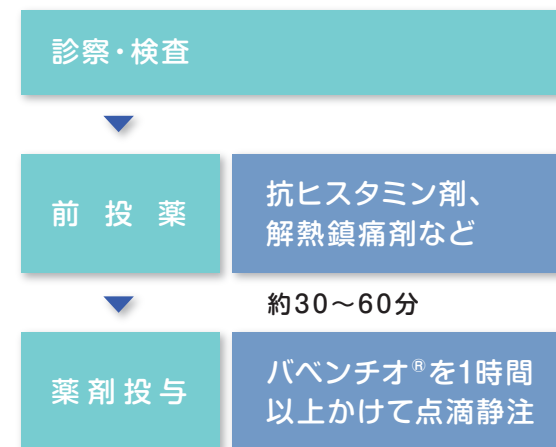 診察・検査
前投薬
抗ヒスタミン剤、
解熱鎮痛剤など
約30～60分
薬剤投与
バベンチオ®を1時間
以上かけて点滴静注